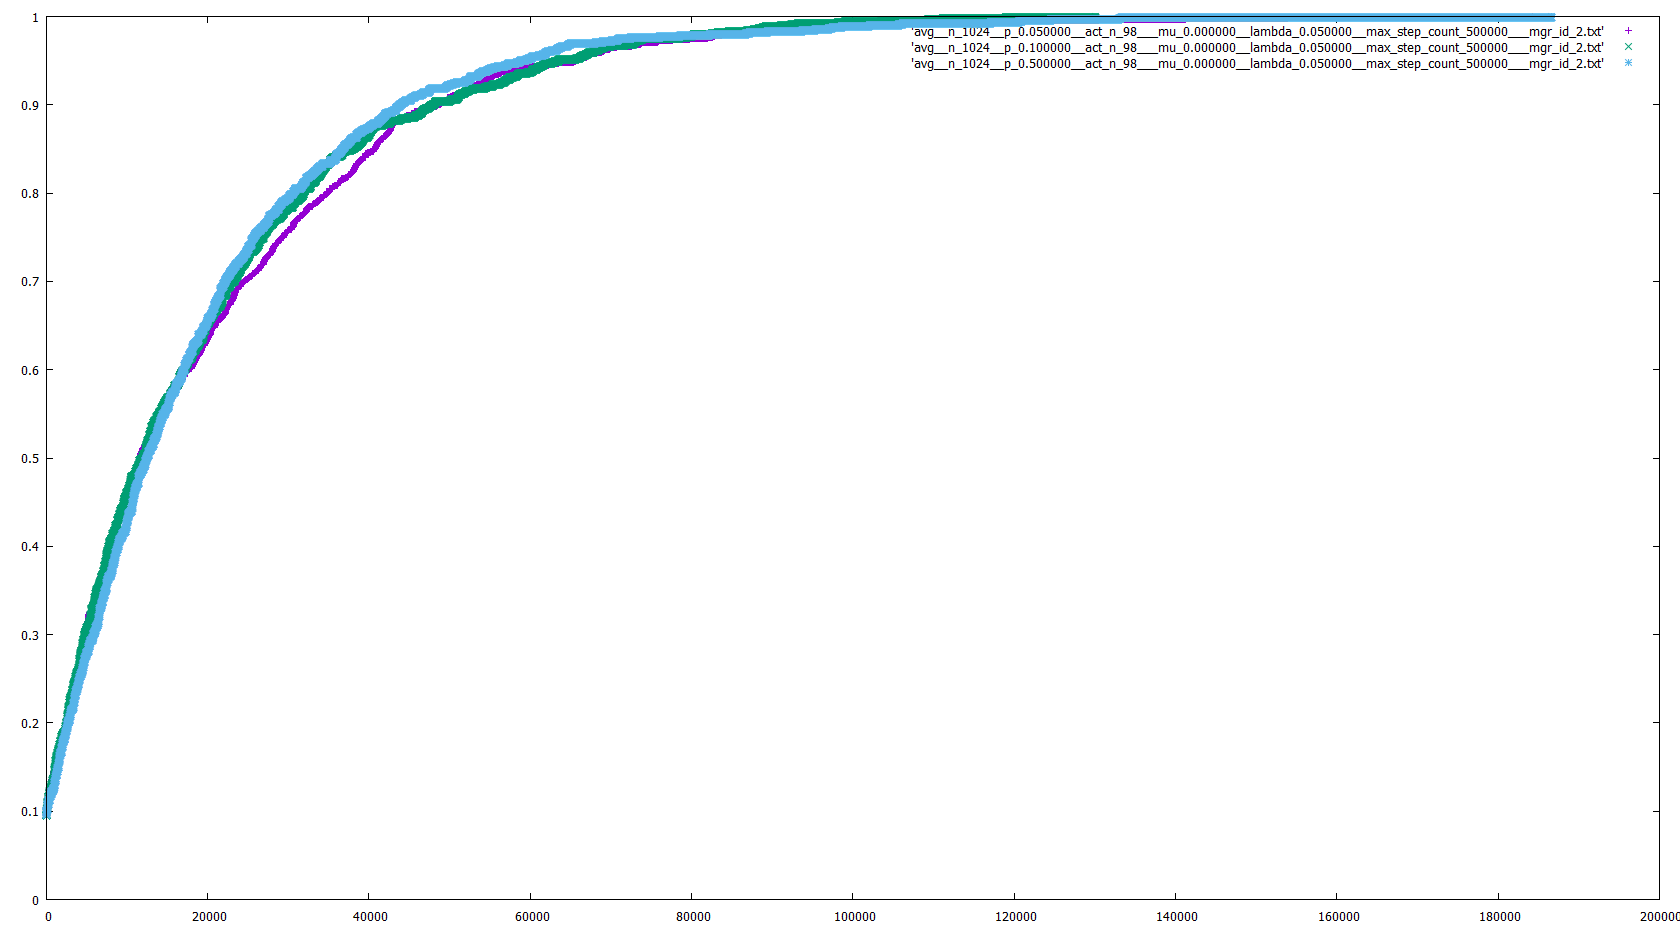 1
0.9
0.8
0.7
0.6
0.5
0.4
0.3
0.2
0.1
0
0 20000 40000 60000 80000 100000 120000 140000 160000 180000 200000
'avg__n_1024__p_0.050000__act_n_98___mu_0.000000__lambda_0.050000__max_step_count_500000___mgr_id_2.txt'
'avg__n_1024__p_0.100000__act_n_98___mu_0.000000__lambda_0.050000__max_step_count_500000___mgr_id_2.txt'
'avg__n_1024__p_0.500000__act_n_98___mu_0.000000__lambda_0.050000__max_step_count_500000___mgr_id_2.txt'